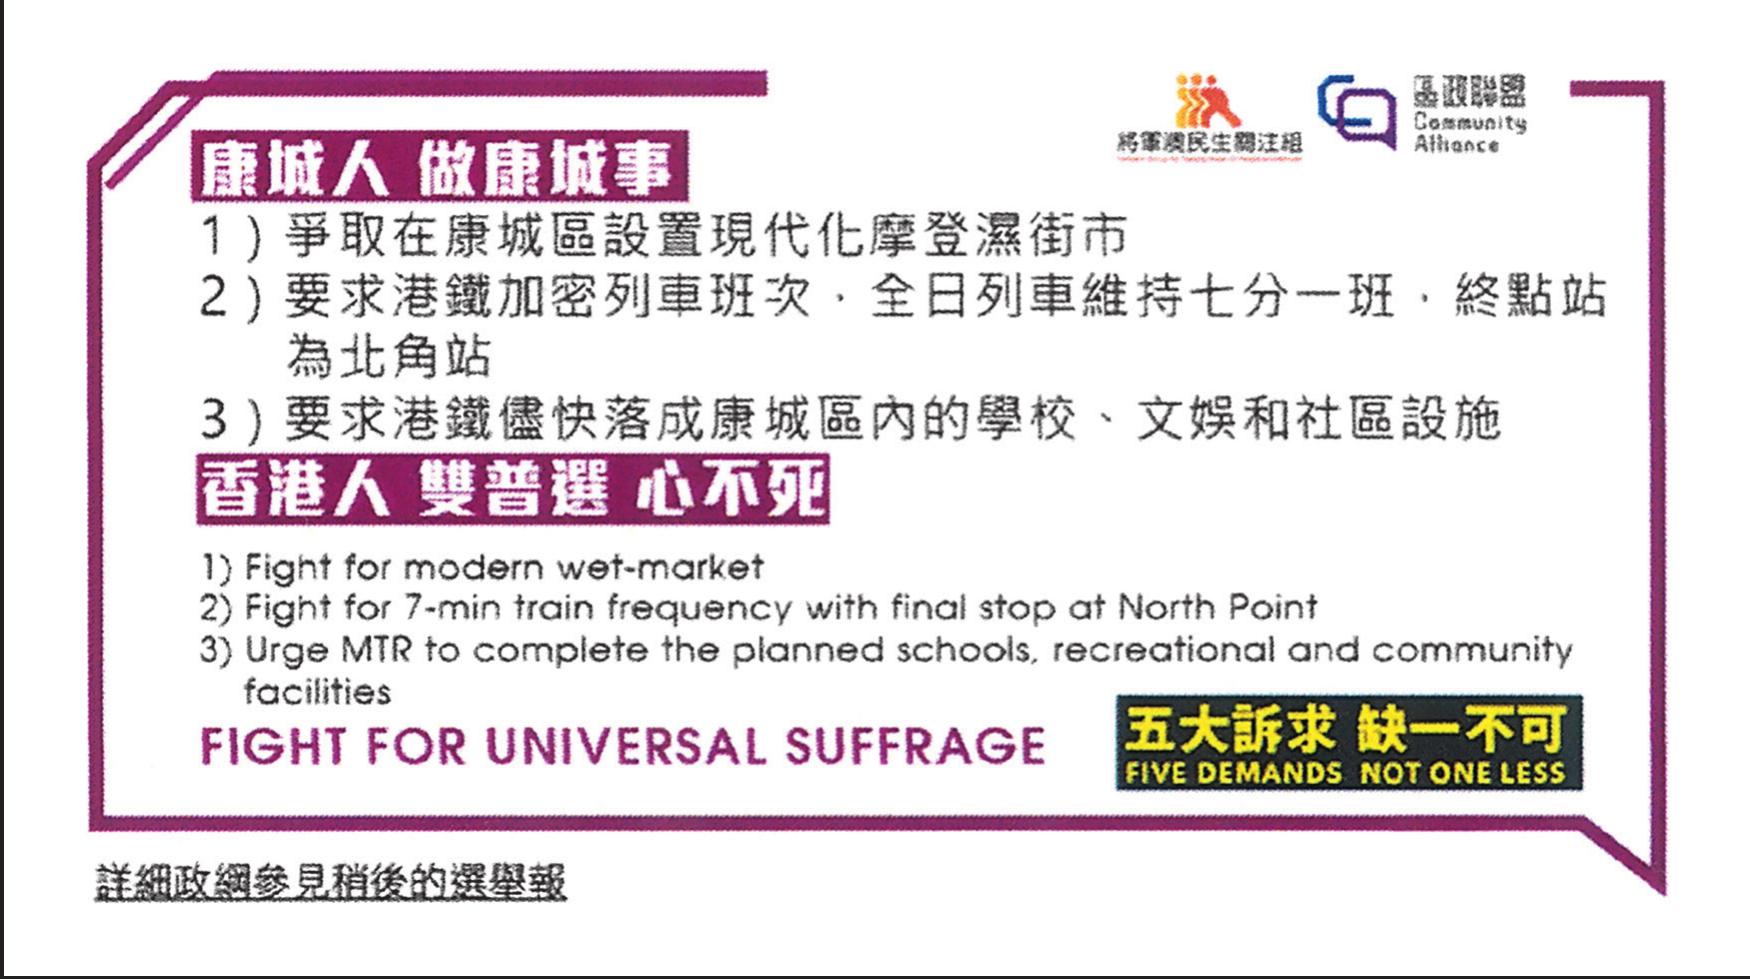 將軍澳民生關注組
區政聯盟
Community
Alliance
康城人 做康城事
1）爭取在康城區設置現代化摩登濕街市
2）要求港鐵加密列車班次，全日列車維持七分一班，終點站
為北角站
3）要求港鐵儘快落成康城區內的學校、文娛和社區設施
香港人 雙普選 心不死
1) Fight for modern wet-market
2) Fight for 7-min train frequency with final stop at North Point
3) Urge MTR to complete the planned schools, recreational and community
facilities
FIGHT FOR UNIVERSAL SUFFRAGE
五大訴求 缺一不可
FIVE DEMANDS NOT ONE LESS
詳細政綱參見稍後的選舉報